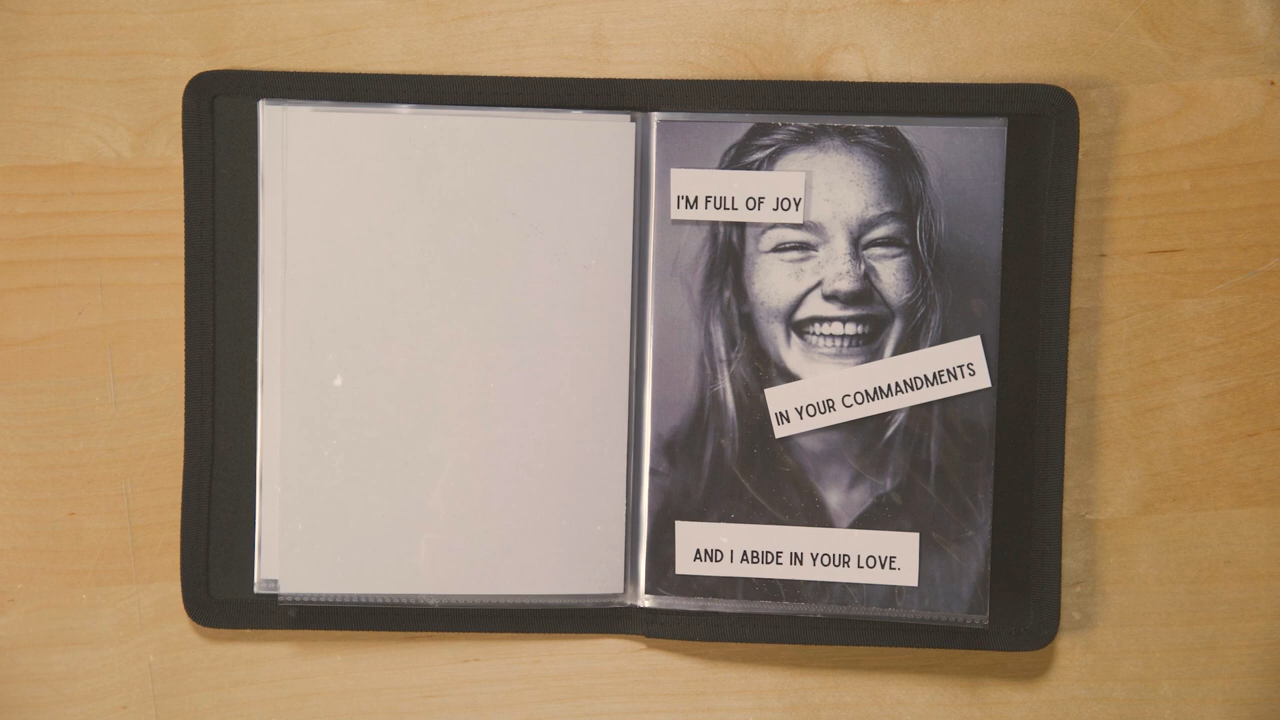 I'M FULL OF JOY
IN YOUR COMMANDMENTS
AND I ABIDE IN YOUR LOVE.